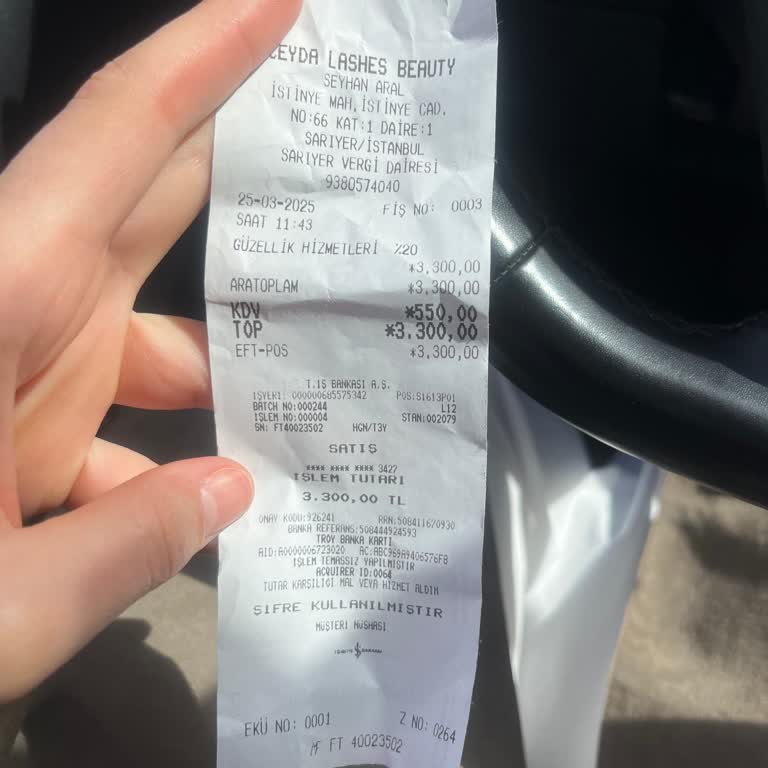 CEYDA LASHES BEAUTY
SEYHAN ARAL
İSTİNYE MAH, İSTİNYE CAD.
NO:66 KAT:1 DAİRE:1
SARIYER/İSTANBUL
SARIYER VERGİ DAİRESİ
9380574040
25-03-2025 FİŞ NO: 0003
SAAT 11:43
GÜZELLİK HİZMETLERİ %20
*3,300,00
ARATOPLAM *3,300,00
KDV *550,00
TOP *3.300,00
EFT-POS *3,300,00
T.İŞ BANKASI A.Ş.
İŞYERİ: 000000685575342 POS:S1613P01
BATCH NO:000244 L12
İŞLEM NO:000004 STAN:002079
SN: FT40023502 HGN/T3Y
SATIŞ
**** **** **** 3427
İŞLEM TUTARI
3.300,00 TL
ONAY KODU:926241 RRN:508411670930
BANKA REFERANS:508444924593
TROY BANKA KARTI
AID:A0000006723020 AC:ABC969A9406576FB
İŞLEM TEMASSIZ YAPILMIŞTIR
ACQUIRER ID:0064
TUTAR KARŞILIĞI MAL VEYA HİZMET ALDIM
ŞİFRE KULLANILMIŞTIR
MÜŞTERİ NÜSHASI
EKÜ NO: 0001 Z NO: 0264
MF FT 40023502